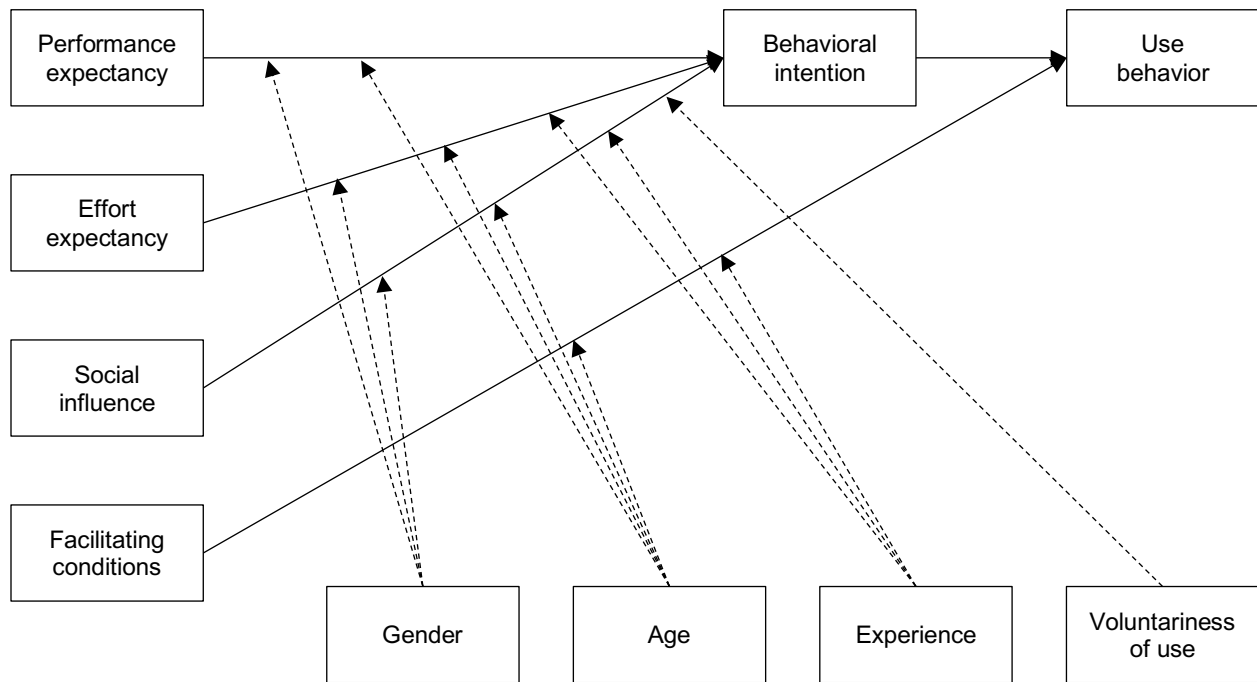 Performance
expectancy
Behavioral
intention
Use
behavior
Effort
expectancy
Social
influence
Facilitating
conditions
Gender
Age
Experience
Voluntariness
of use